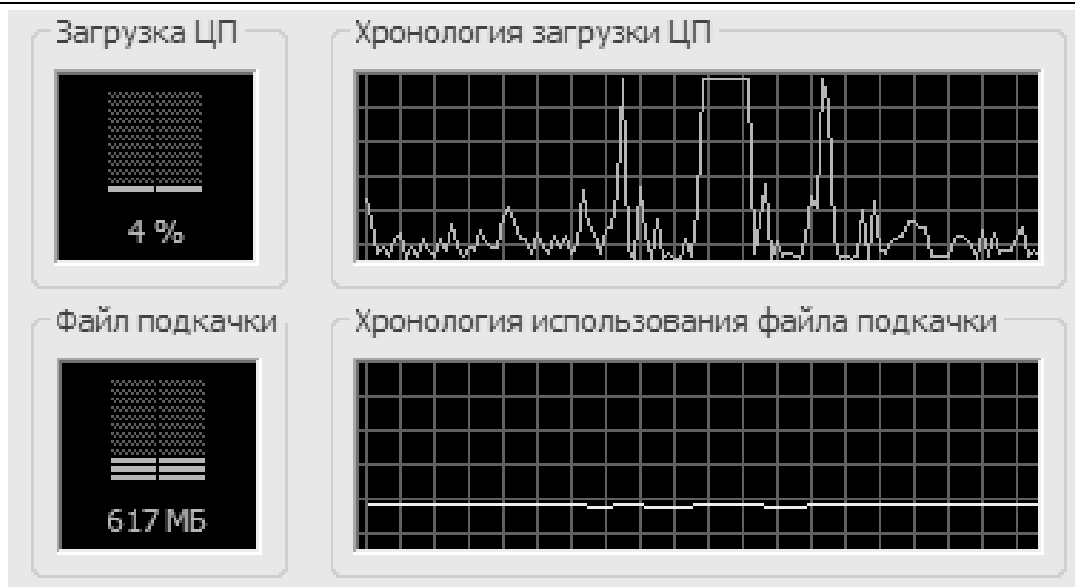 Загрузка ЦП
Хронология загрузки ЦП
4 %
Файл подкачки
Хронология использования файла подкачки
617 МБ